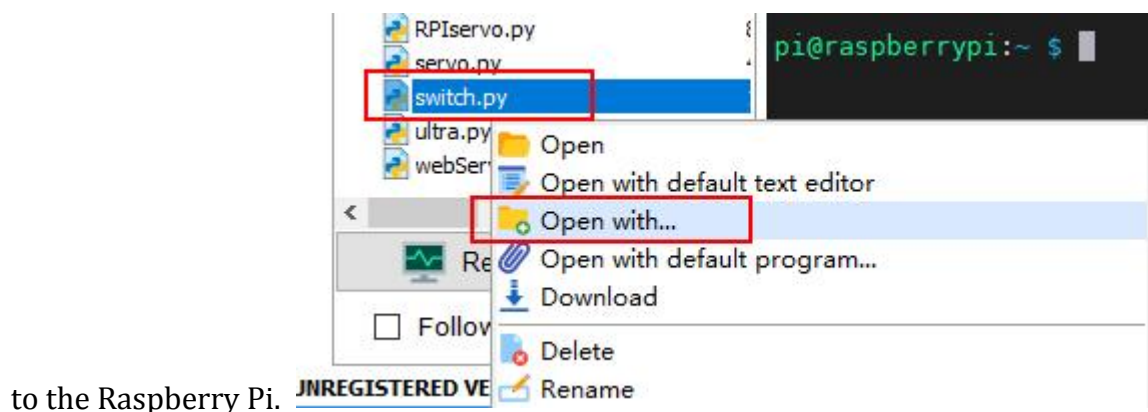 RPIservo.py
servo.py
switch.py
ultra.py
webSer
pi@raspberrypi:~ $
Open
Open with default text editor
Open with...
Open with default program...
Download
Delete
Rename
<
Re
Follow
UNREGISTERED VE
to the Raspberry Pi.